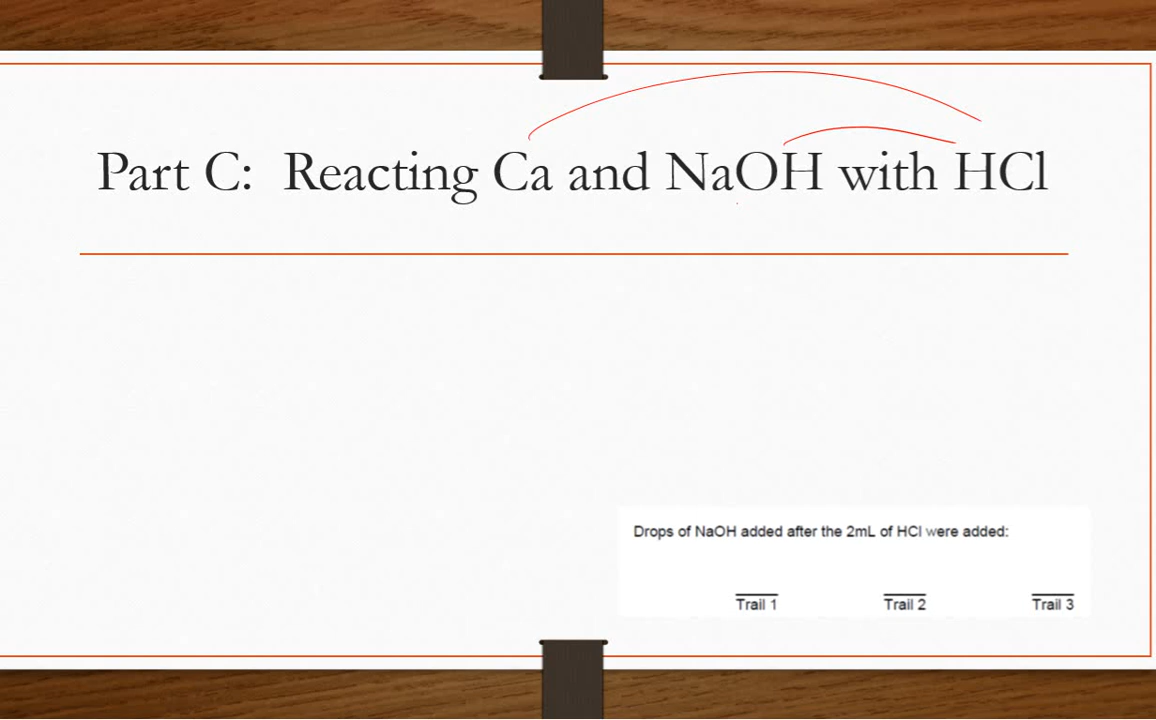 Part C: Reacting Ca and NaOH with HCl
Drops of NaOH added after the 2mL of HCl were added:
Trail 1 Trail 2 Trail 3